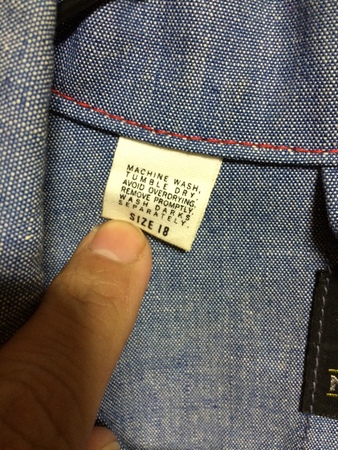 MACHINE WASH,
TUMBLE DRY.
AVOID OVERDRYING.
REMOVE PROMPTLY.
WASH DARKS
SEPARATELY.
SIZE 18